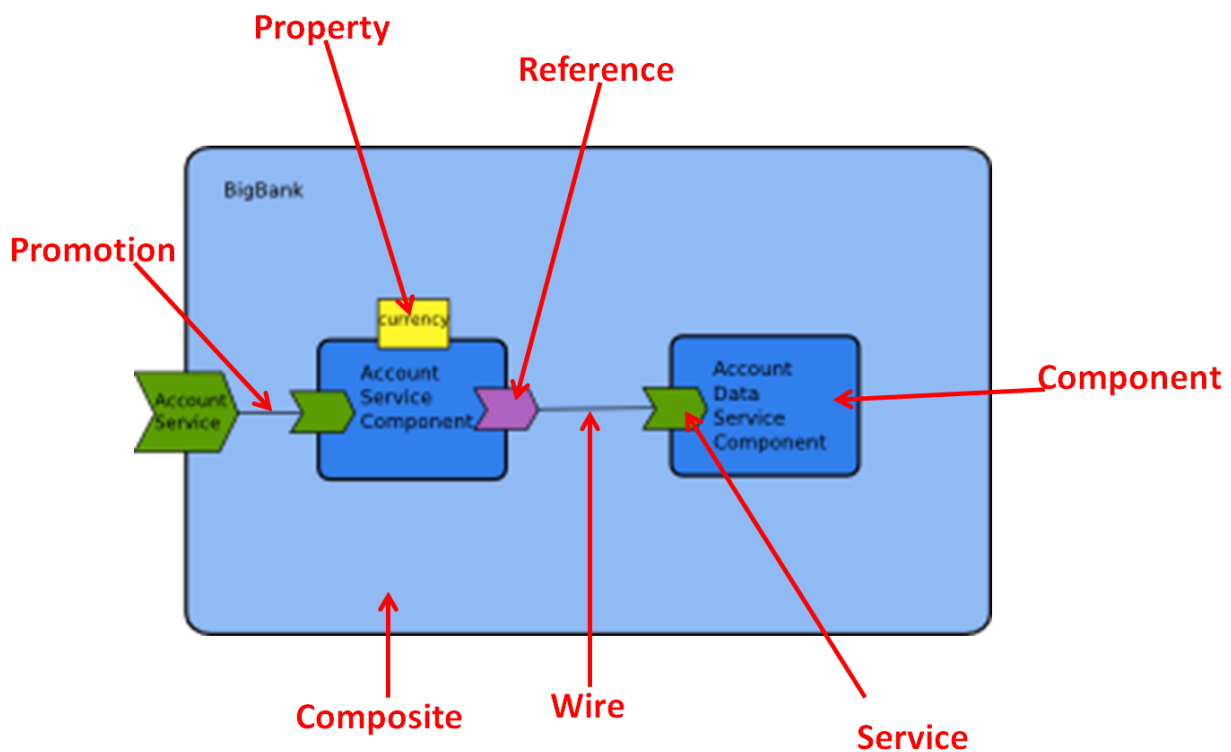 Property
Reference
BigBank
Promotion
currency
Account
Service
Component
Account
Data
Service
Component
Component
Account
Service
Composite
Wire
Service